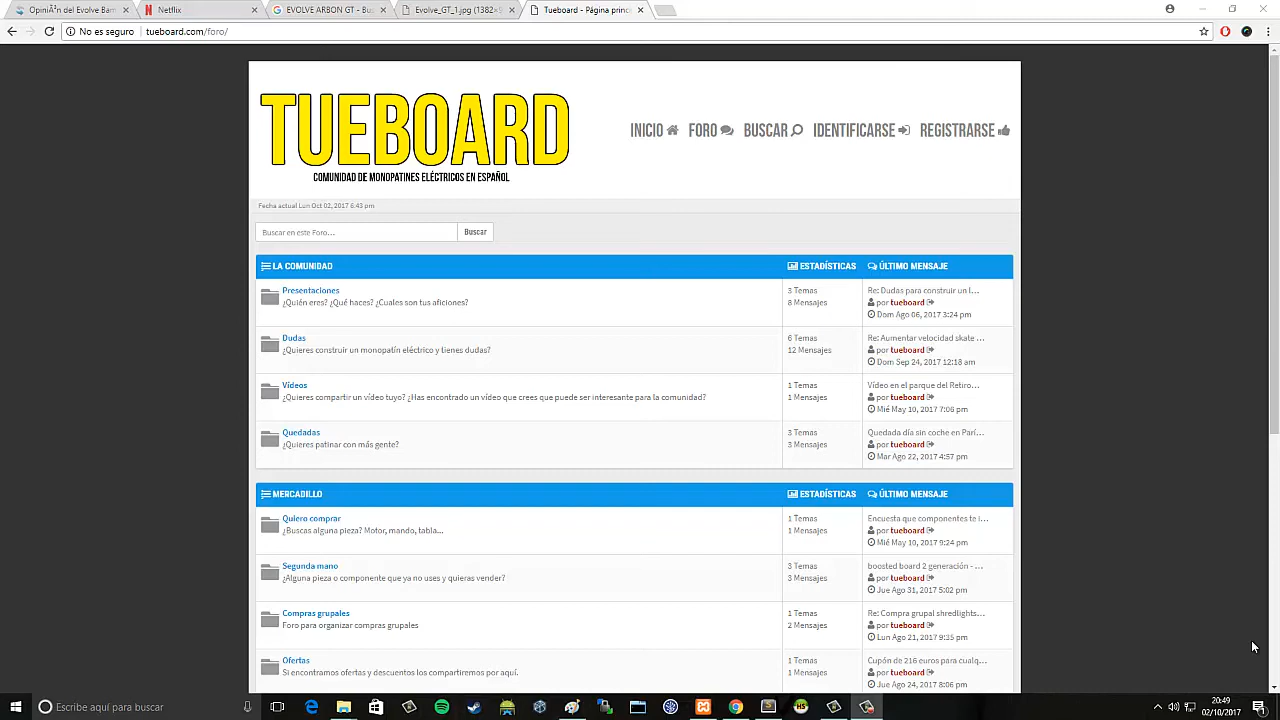 OpiniÃ³n del Evolve Bam
Netflix
EVOLVE ARBON GT - Bus
Evolve_GT_1.jpg (1382×9
Tueboard - Página princ
No es seguro
tueboard.com/foro/
TUEBOARD
COMUNIDAD DE MONOPATINES ELÉCTRICOS EN ESPAÑOL
INICIO FORO BUSCAR IDENTIFICARSE REGISTRARSE
Fecha actual Lun Oct 02, 2017 6:43 pm
Buscar en este Foro...
Buscar
LA COMUNIDAD ESTADÍSTICAS ÚLTIMO MENSAJE
Presentaciones
¿Quién eres? ¿Qué haces? ¿Cuales son tus aficiones?
3 Temas
8 Mensajes
Re: Dudas para construir un l...
por tueboard
Dom Ago 06, 2017 3:24 pm
Dudas
¿Quieres construir un monopatín eléctrico y tienes dudas?
6 Temas
12 Mensajes
Re: Aumentar velocidad skate ...
por tueboard
Dom Sep 24, 2017 12:18 am
Vídeos
¿Quieres compartir un vídeo tuyo? ¿Has encontrado un vídeo que crees que puede ser interesante para la comunidad?
1 Temas
1 Mensajes
Vídeo en el parque del Retiro...
por tueboard
Mié May 10, 2017 7:06 pm
Quedadas
¿Quieres patinar con más gente?
3 Temas
3 Mensajes
Quedada día sin coche en Parí...
por tueboard
Mar Ago 22, 2017 4:57 pm
MERCADILLO ESTADÍSTICAS ÚLTIMO MENSAJE
Quiero comprar
¿Buscas alguna pieza? Motor, mando, tabla...
1 Temas
1 Mensajes
Encuesta que componentes te i...
por tueboard
Mié May 10, 2017 9:24 pm
Segunda mano
¿Alguna pieza o componente que ya no uses y quieras vender?
3 Temas
3 Mensajes
boosted board 2 generación - ...
por tueboard
Jue Ago 31, 2017 5:02 pm
Compras grupales
Foro para organizar compras grupales
1 Temas
2 Mensajes
Re: Compra grupal shredlights...
por tueboard
Lun Ago 21, 2017 9:35 pm
Ofertas
Si encontramos ofertas y descuentos los compartiremos por aquí.
1 Temas
1 Mensajes
Cupón de 216 euros para cualq...
por tueboard
Jue Ago 24, 2017 8:06 pm
Escribe aquí para buscar
20:49
02/10/2017